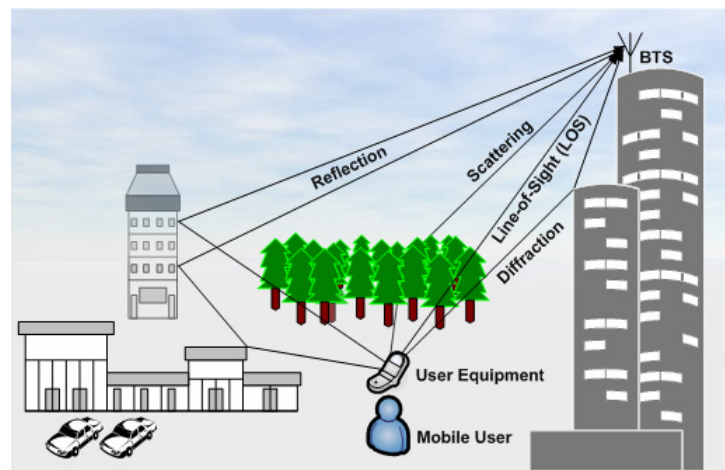 BTS
Reflection
Scattering
Line-of-Sight (LOS)
Diffraction
User Equipment
Mobile User